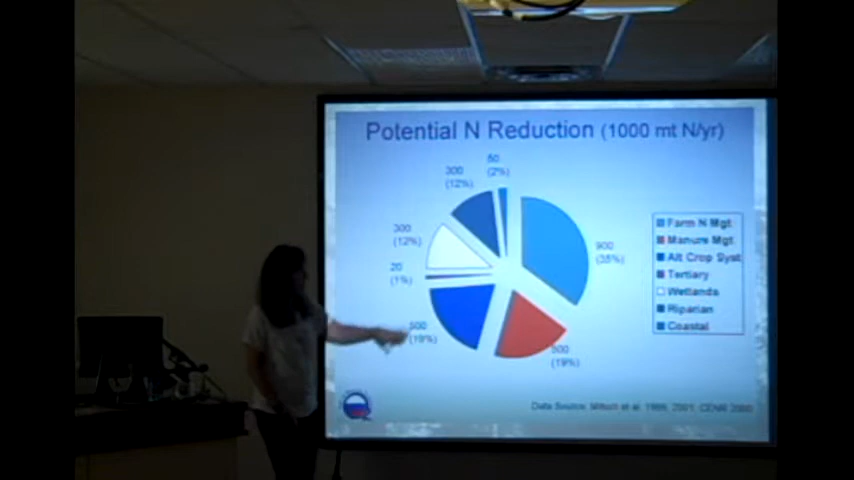 Potential N Reduction (1000 mt N/yr)
50
(2%)
300
(12%)
300
(12%)
20
(1%)
500
(19%)
500
(19%)
900
(35%)
Farm N Mgt
Manure Mgt
Alt Crop Syst
Tertiary
Wetlands
Riparian
Coastal
Data Source: Mitsch et al. 1999, 2001; CENR 2000